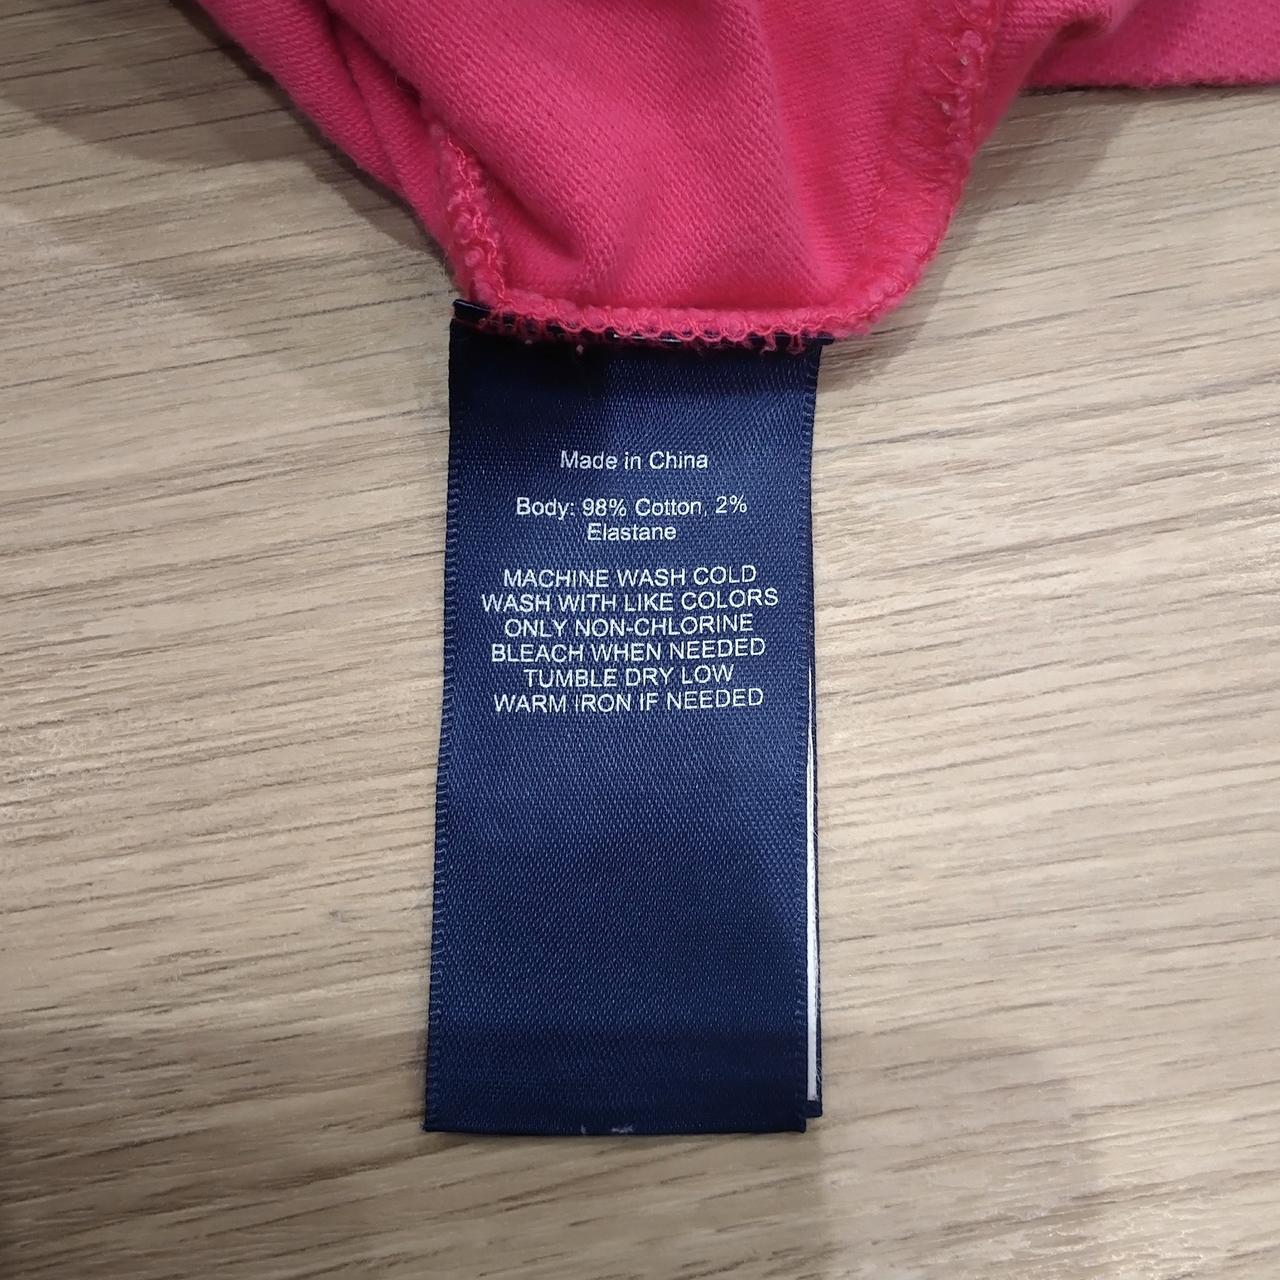 Made in China
Body: 98% Cotton, 2%
Elastane
MACHINE WASH COLD
WASH WITH LIKE COLORS
ONLY NON-CHLORINE
BLEACH WHEN NEEDED
TUMBLE DRY LOW
WARM IRON IF NEEDED